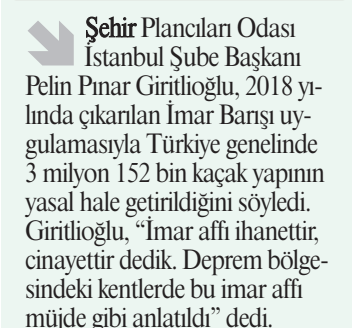 Şehir Plancıları Odası
İstanbul Şube Başkanı
Pelin Pınar Giritlioğlu, 2018 yı-
lında çıkarılan İmar Barışı uy-
gulamasıyla Türkiye genelinde
3 milyon 152 bin kaçak yapının
yasal hale getirildiğini söyledi.
Giritlioğlu, “İmar affı ihanettir,
cinayettir dedik. Deprem bölge-
sindeki kentlerde bu imar affı
müjde gibi anlatıldı” dedi.